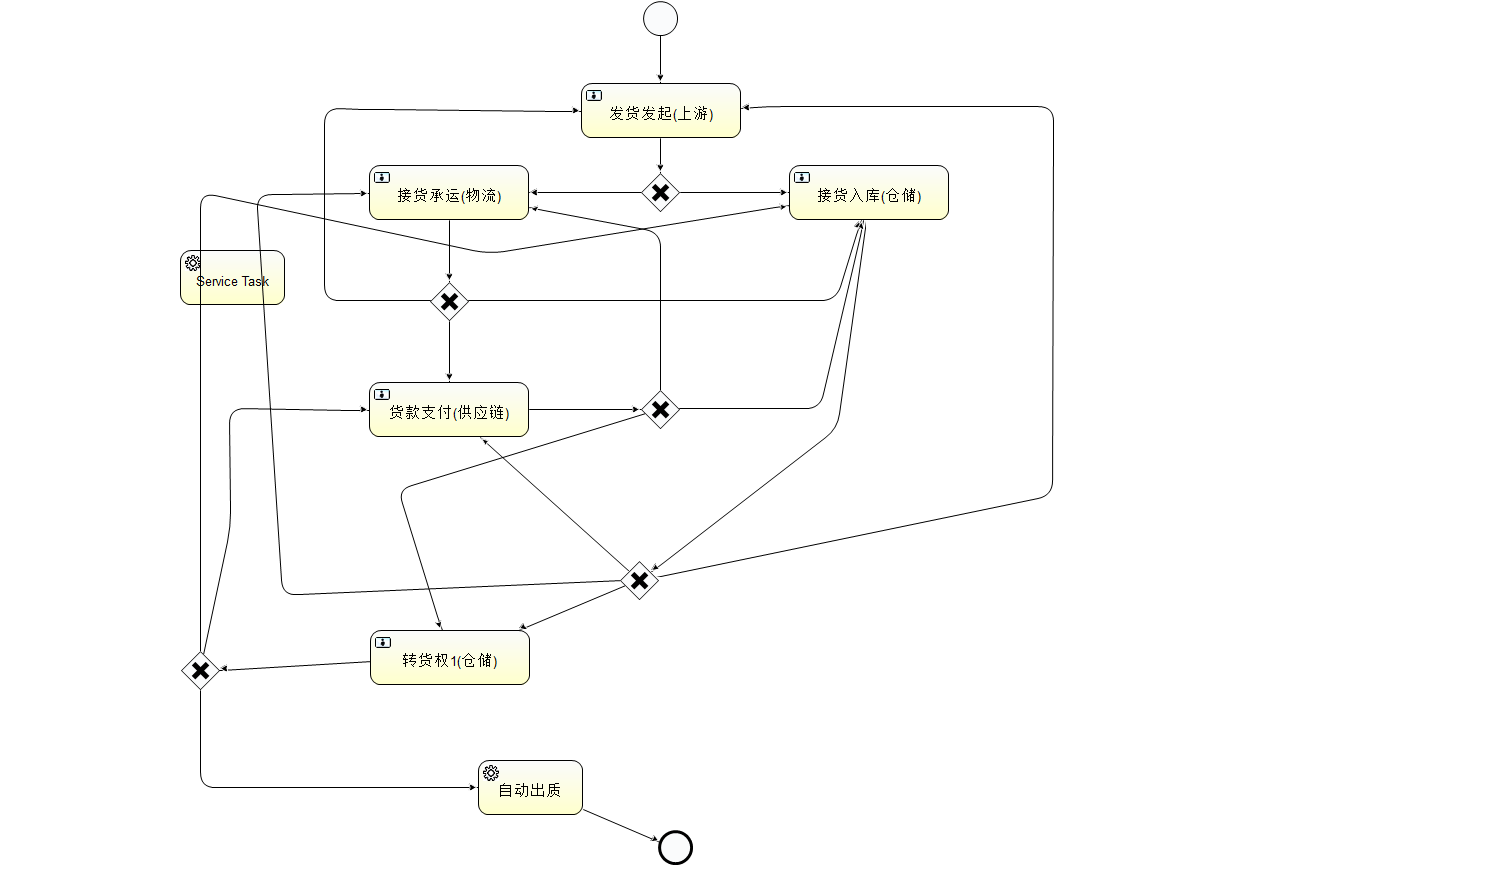 发货发起(上游)
接货承运(物流)
接货入库(仓储)
Service Task
货款支付(供应链)
转货权1(仓储)
自动出质